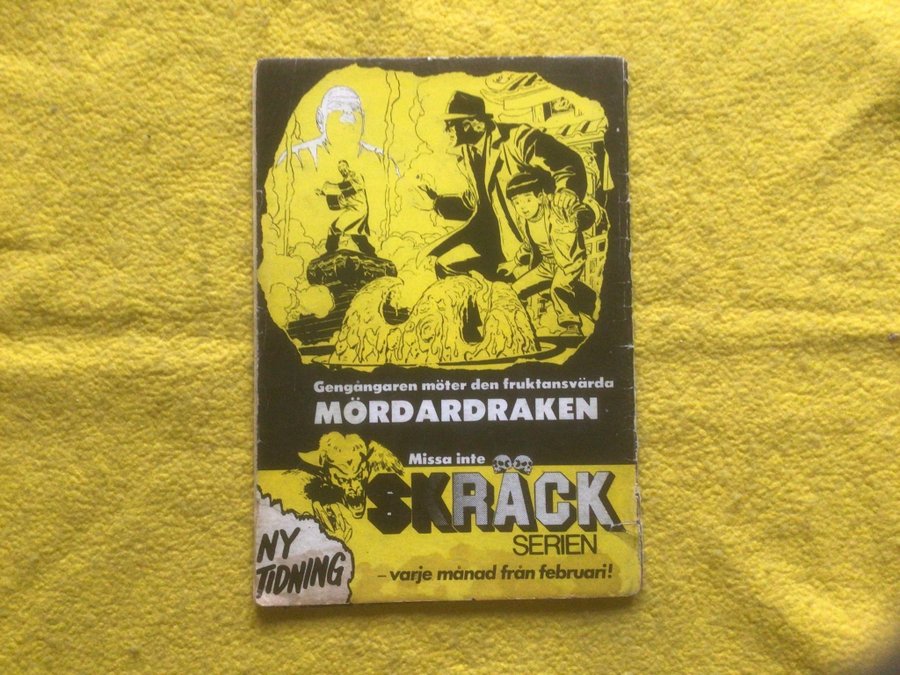 Gengångaren möter den fruktansvärda
MÖRDARDRAKEN
Missa inte
SKRÄCK
SERIEN
NY
TIDNING
– varje månad från februari!